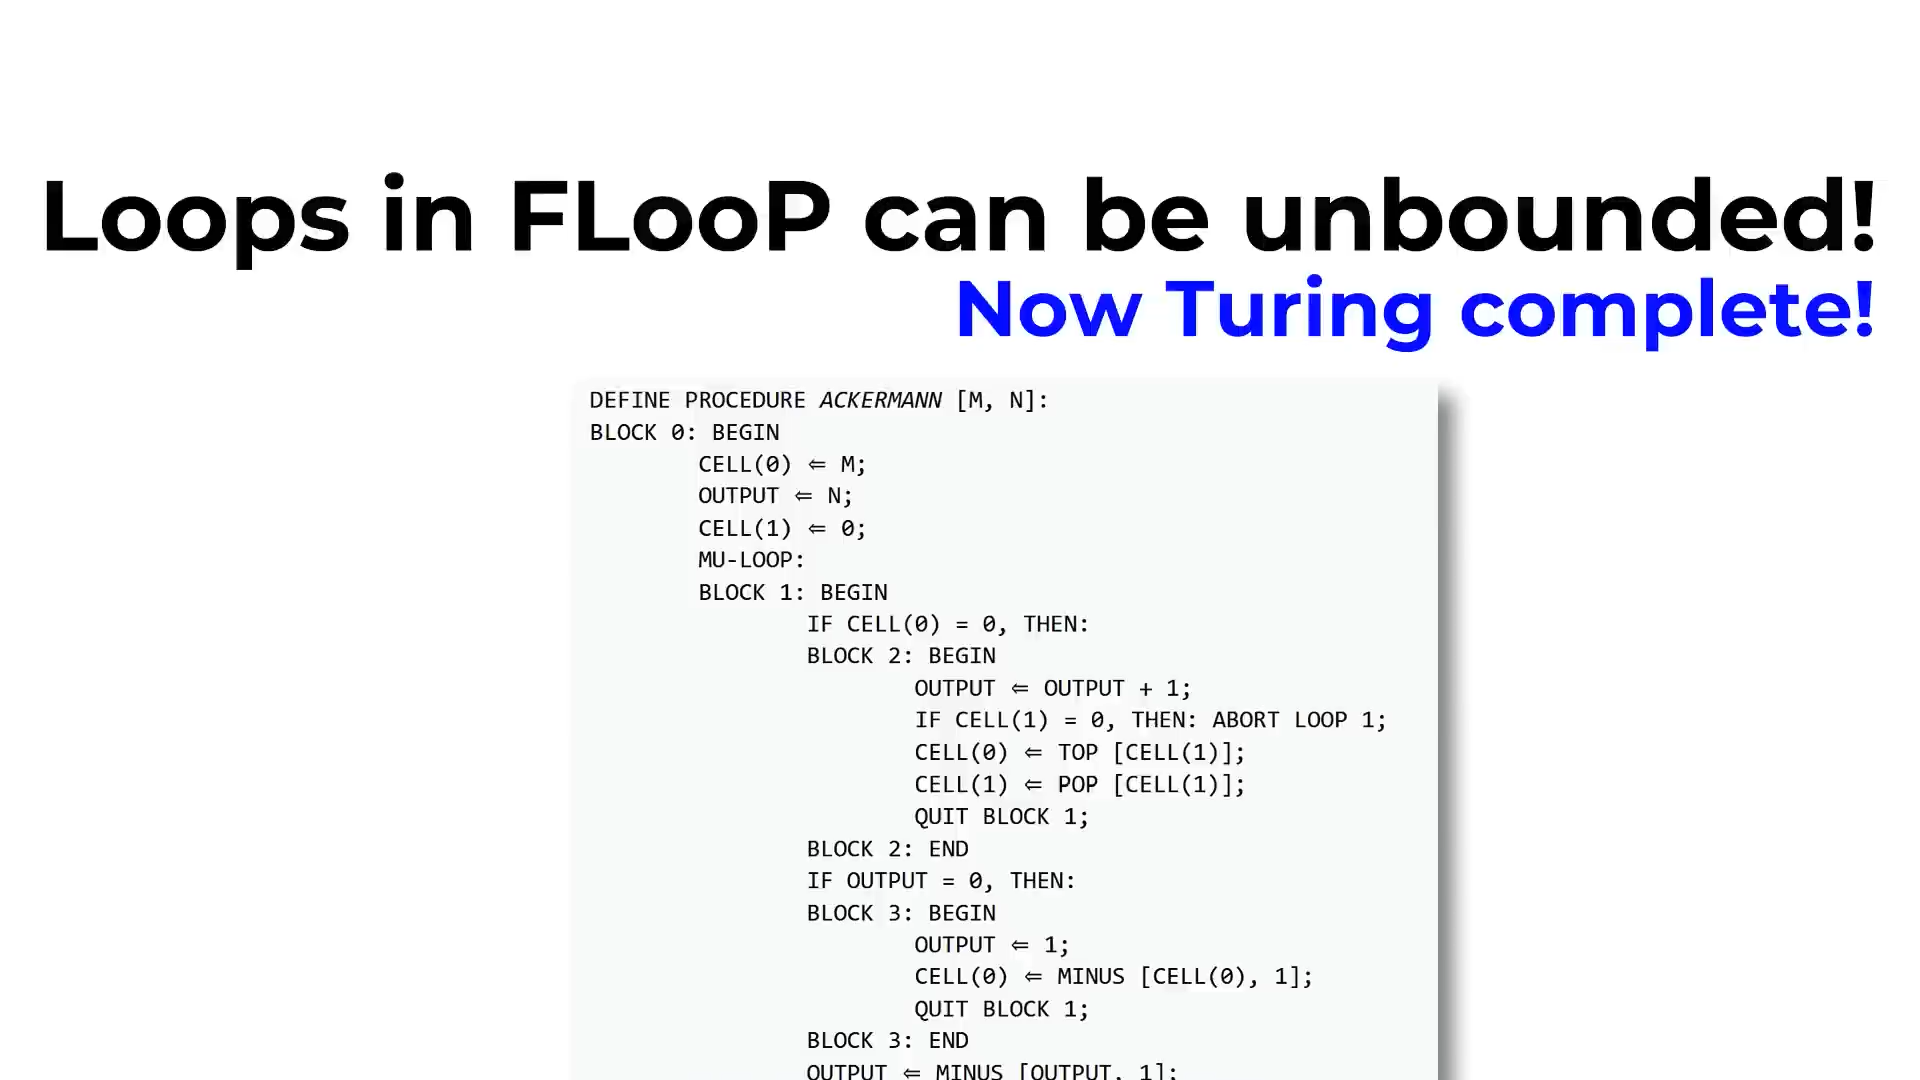 Loops in FLooP can be unbounded!
Now Turing complete!
DEFINE PROCEDURE ACKERMANN [M, N]:
BLOCK 0: BEGIN
CELL(0) ⇐ M;
OUTPUT ⇐ N;
CELL(1) ⇐ 0;
MU-LOOP:
BLOCK 1: BEGIN
IF CELL(0) = 0, THEN:
BLOCK 2: BEGIN
OUTPUT ⇐ OUTPUT + 1;
IF CELL(1) = 0, THEN: ABORT LOOP 1;
CELL(0) ⇐ TOP [CELL(1)];
CELL(1) ⇐ POP [CELL(1)];
QUIT BLOCK 1;
BLOCK 2: END
IF OUTPUT = 0, THEN:
BLOCK 3: BEGIN
OUTPUT ⇐ 1;
CELL(0) ⇐ MINUS [CELL(0), 1];
QUIT BLOCK 1;
BLOCK 3: END
OUTPUT ⇐ MINUS [OUTPUT, 1];